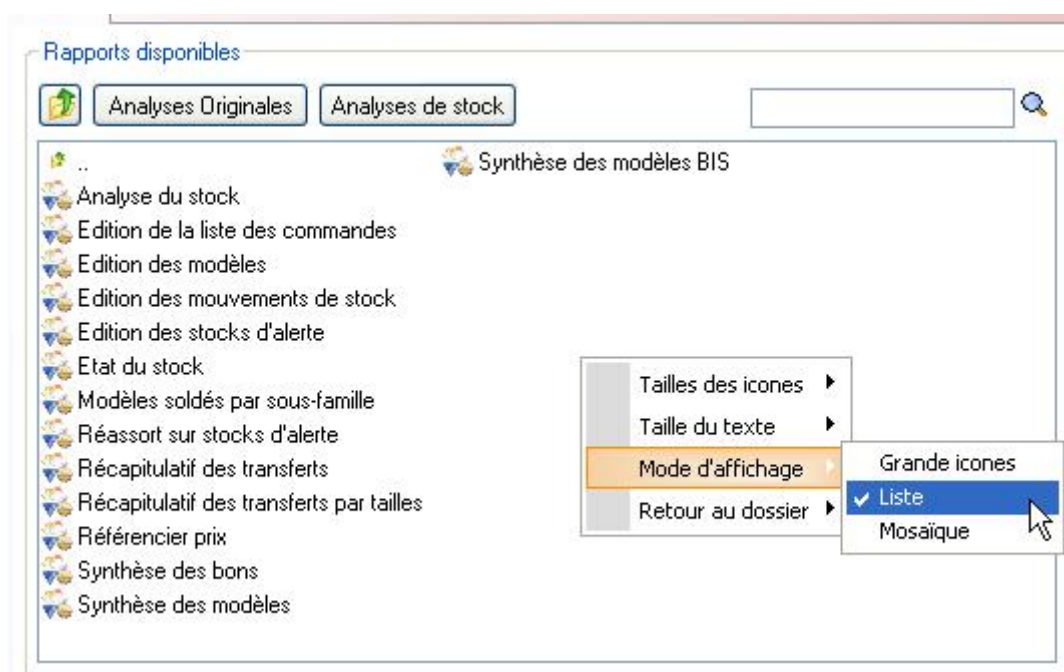 Rapports disponibles
Analyses Originales
Analyses de stock
..
Synthèse des modèles BIS
Analyse du stock
Edition de la liste des commandes
Edition des modèles
Edition des mouvements de stock
Edition des stocks d'alerte
Etat du stock
Modèles soldés par sous-famille
Réassort sur stocks d'alerte
Récapitulatif des transferts
Récapitulatif des transferts par tailles
Référencier prix
Synthèse des bons
Synthèse des modèles
Tailles des icones
Taille du texte
Mode d'affichage
Retour au dossier
Grande icones
Liste
Mosaïque